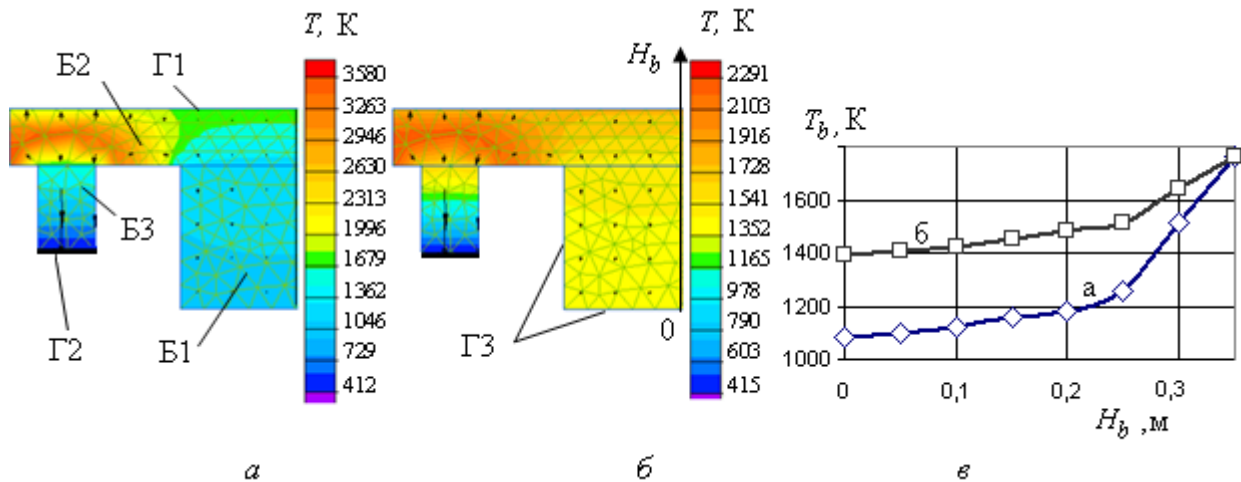 T, К
Б2
Г1
3580
3263
2946
2630
2313
1996
1679
1362
1046
729
412
Б3
Г2
Б1
а
T, К
H_b
2291
2103
1916
1728
1541
1352
1165
978
790
603
415
0
Г3
б
T_b, К
1600
1400
1200
1000
б
а
0
0,1
0,2
0,3
H_b ,м
в